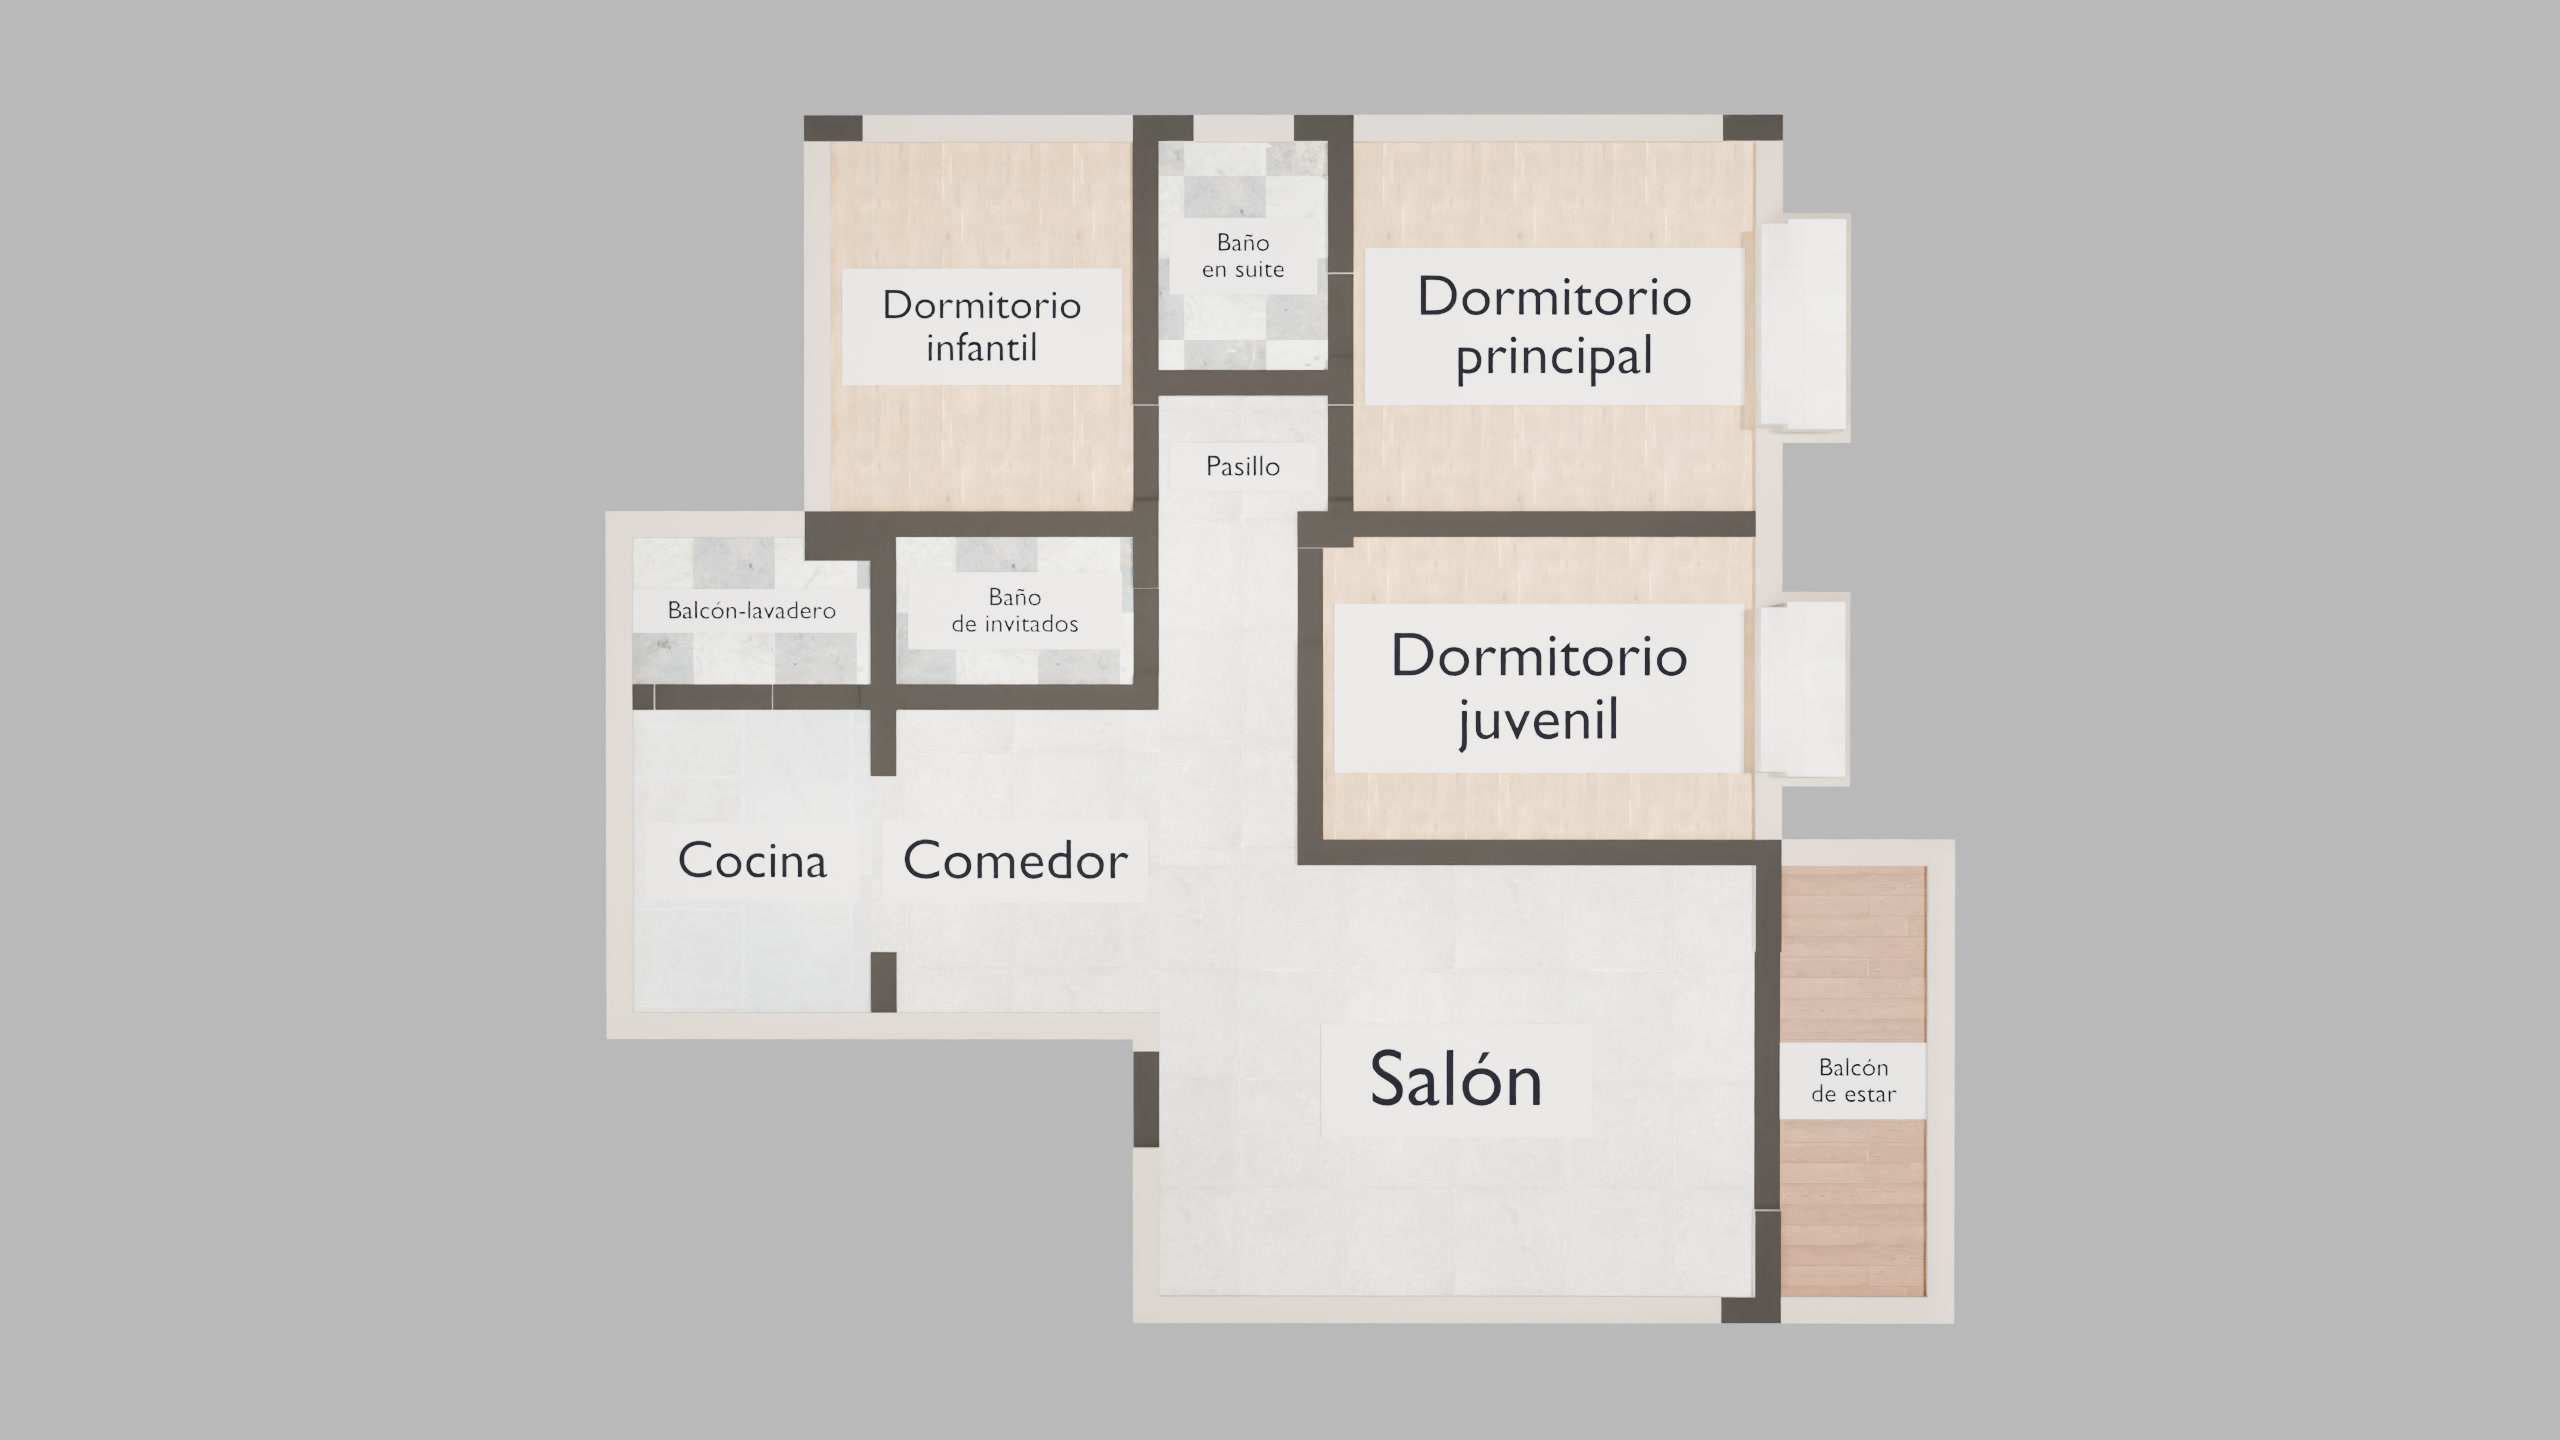 Baño
en suite
Dormitorio
infantil
Dormitorio
principal
Pasillo
Balcón-lavadero
Baño
de invitados
Dormitorio
juvenil
Cocina
Comedor
Salón
Balcón
de estar